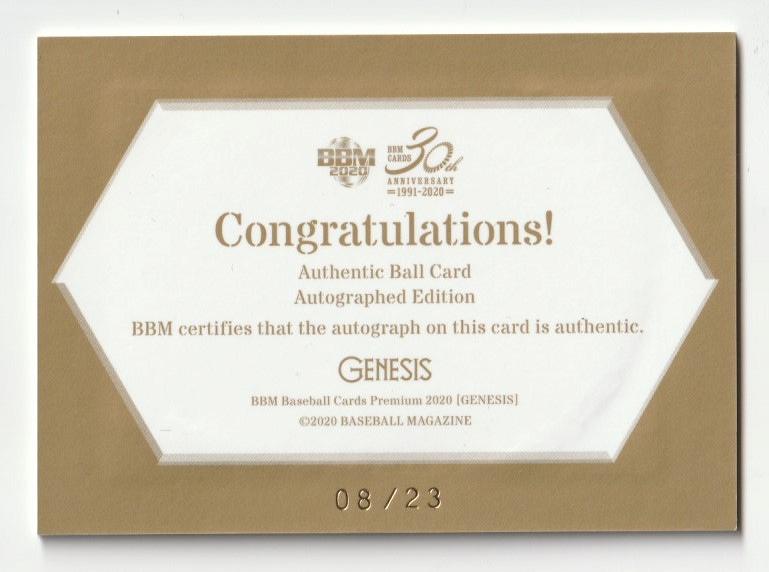 BBM
2020
BBM
CARDS
30th
ANNIVERSARY
=1991-2020=
Congratulations!
Authentic Ball Card
Autographed Edition
BBM certifies that the autograph on this card is authentic.
GENESIS
BBM Baseball Cards Premium 2020 [GENESIS]
©2020 BASEBALL MAGAZINE
08/23